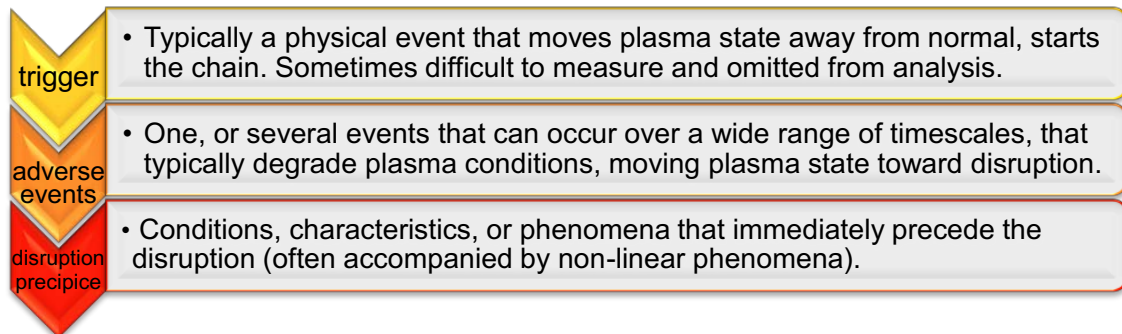 trigger
• Typically a physical event that moves plasma state away from normal, starts
the chain. Sometimes difficult to measure and omitted from analysis.
adverse
events
• One, or several events that can occur over a wide range of timescales, that
typically degrade plasma conditions, moving plasma state toward disruption.
disruption
precipice
• Conditions, characteristics, or phenomena that immediately precede the
disruption (often accompanied by non-linear phenomena).